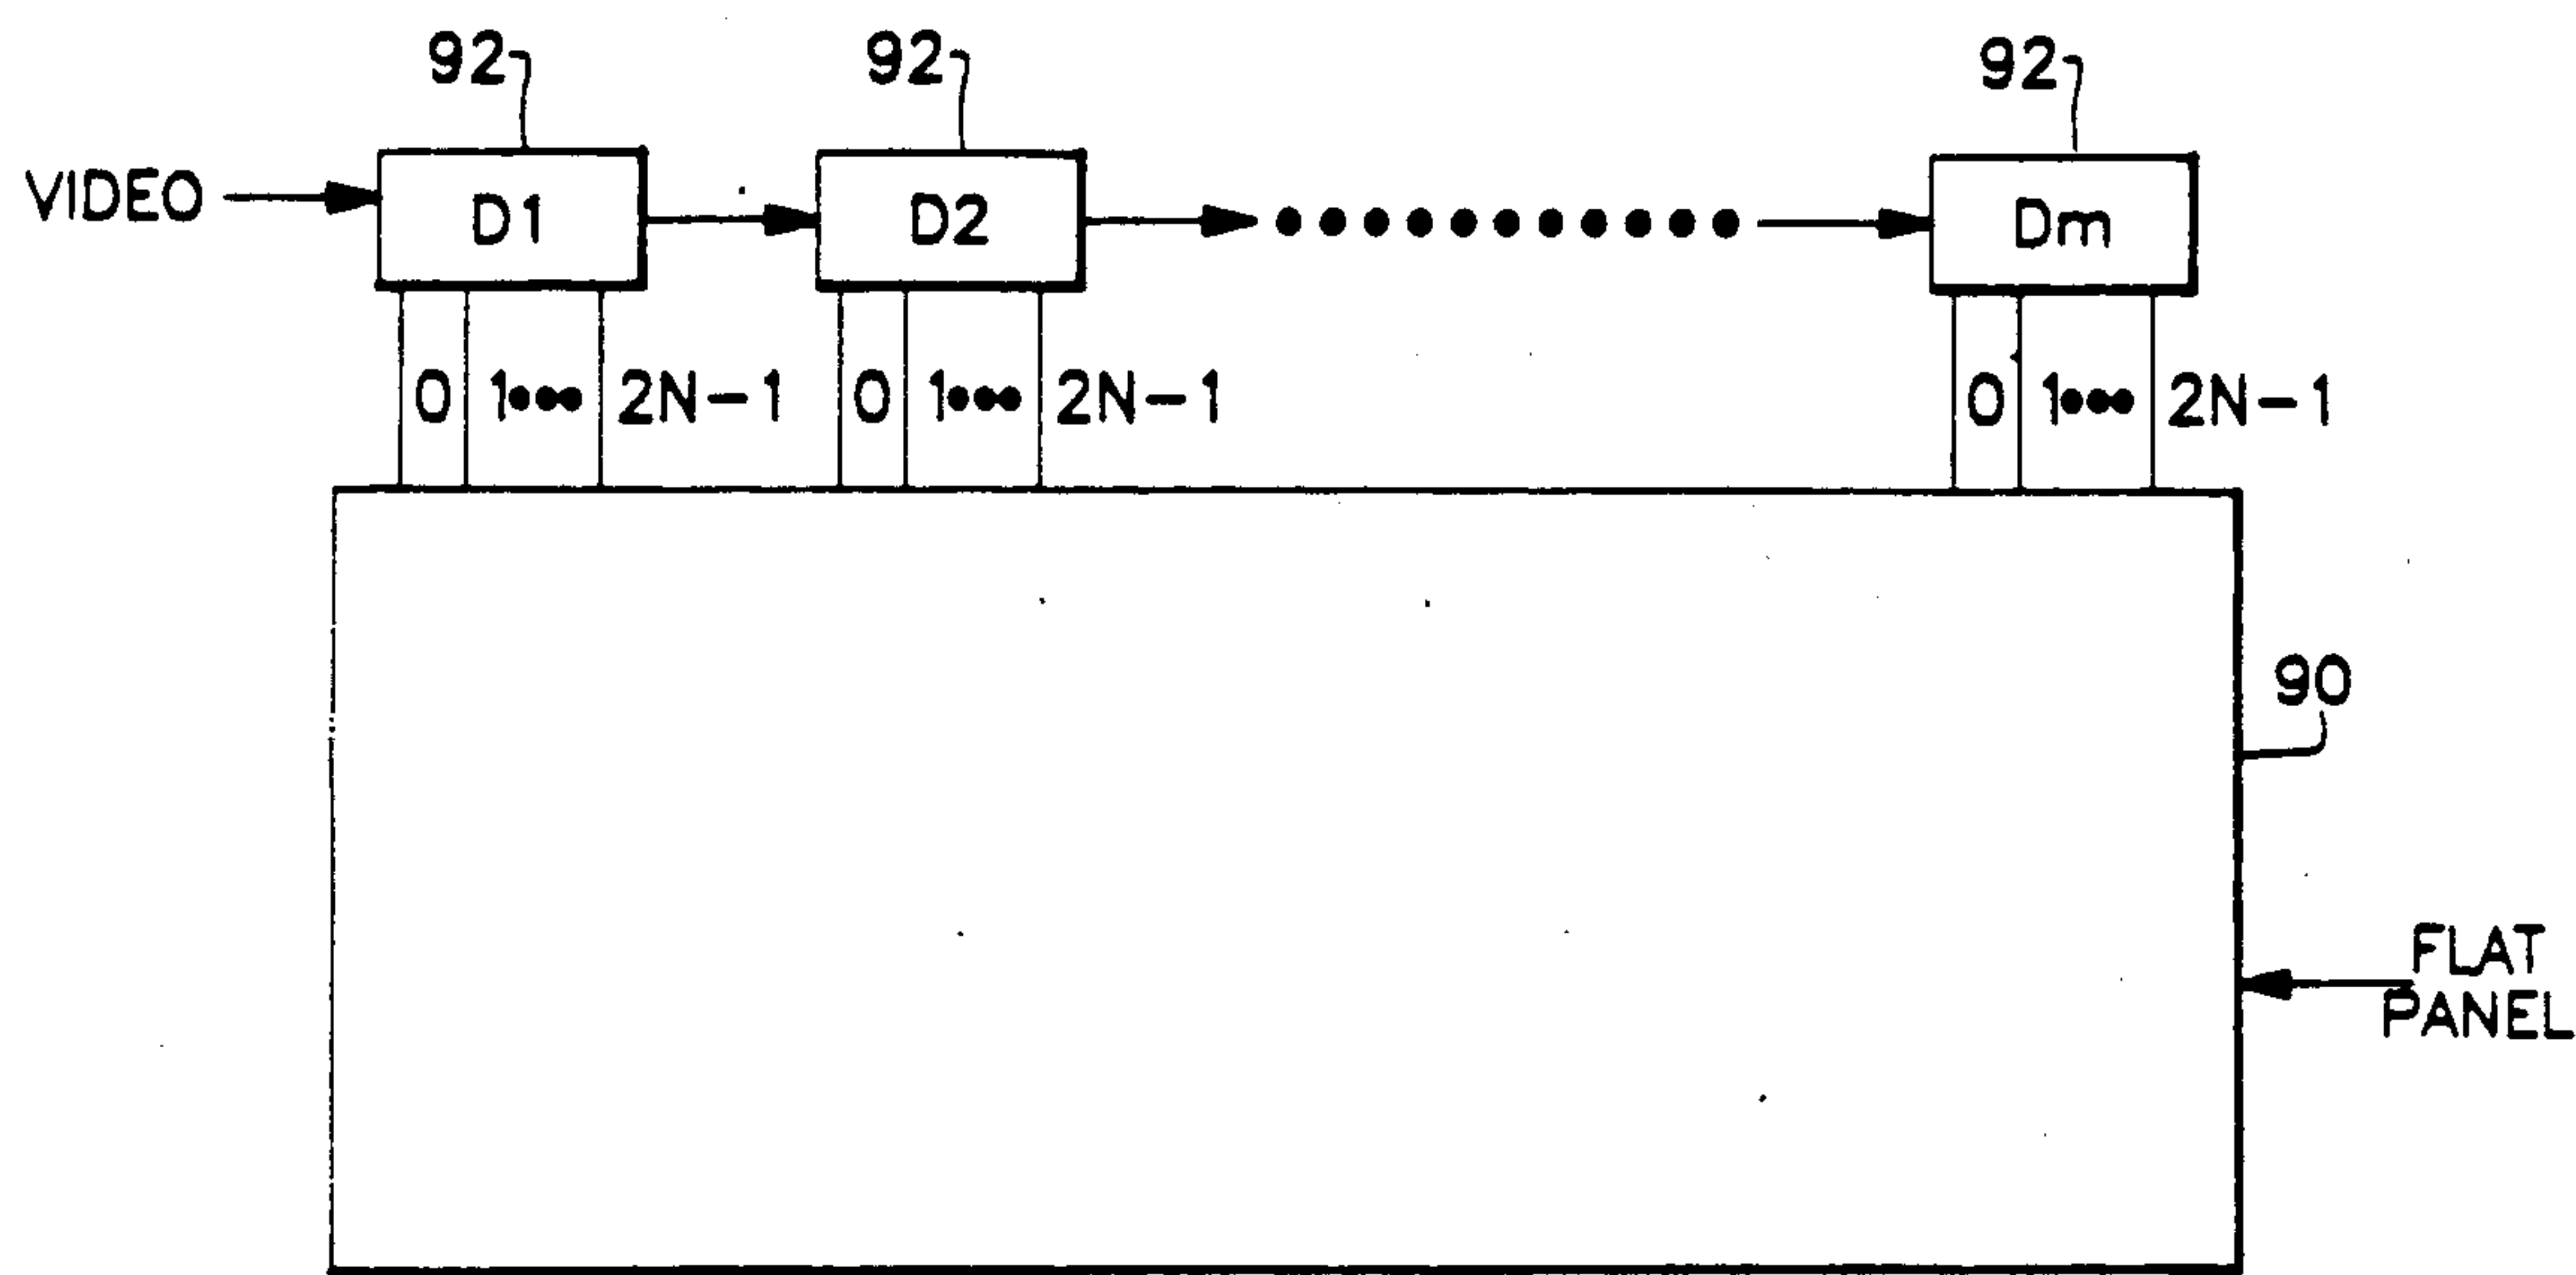 92 92 92
VIDEO D1 D2 Dm
0 1••• 2N-1 0 1••• 2N-1 0 1••• 2N-1
90
FLAT
PANEL